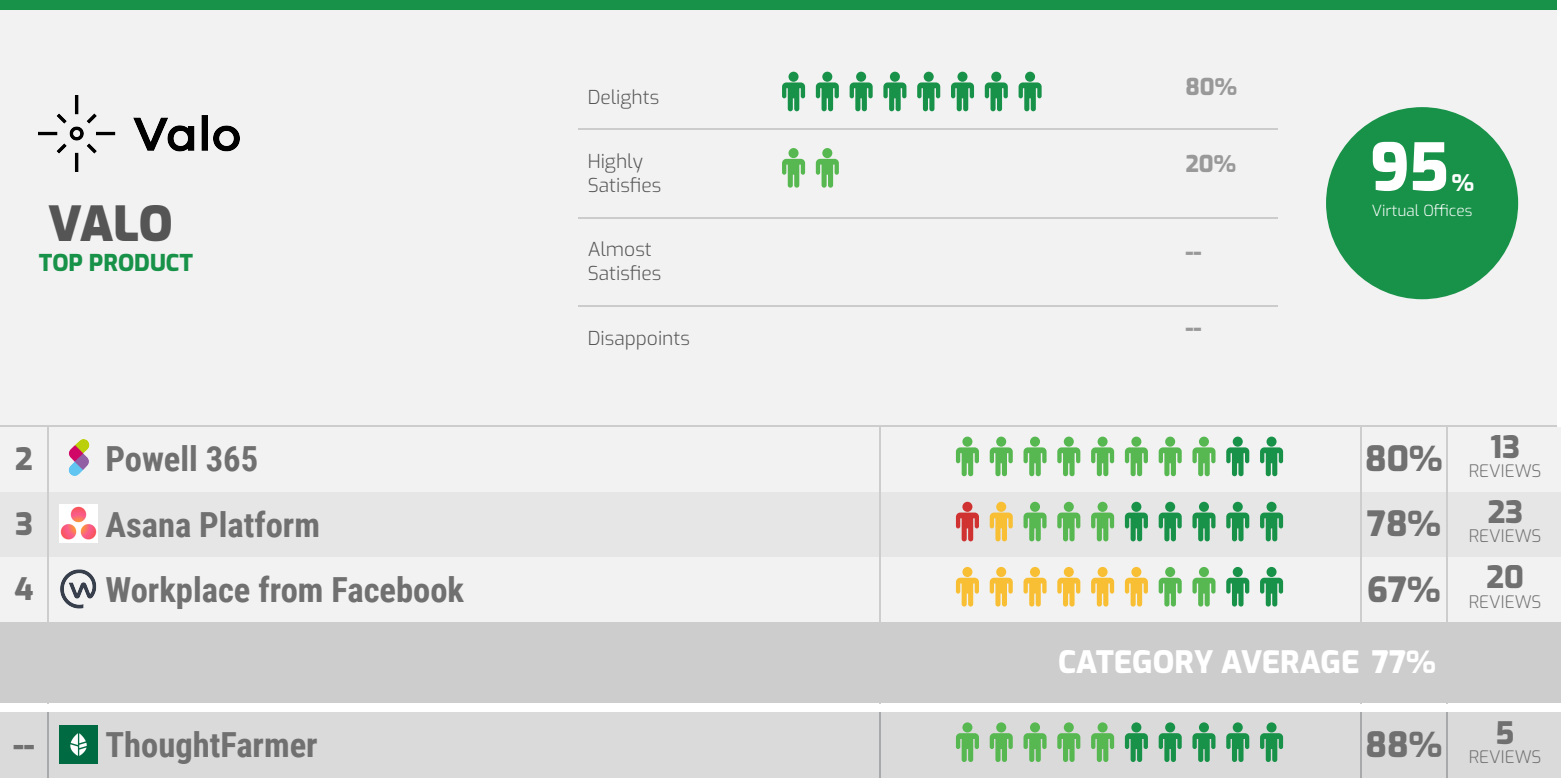 Valo
VALO
TOP PRODUCT
Delights 80%
Highly
Satisfies 20%
Almost
Satisfies --
Disappoints --
95%
Virtual Offices
2 Powell 365 80% 13
REVIEWS
3 Asana Platform 78% 23
REVIEWS
4 Workplace from Facebook 67% 20
REVIEWS
CATEGORY AVERAGE 77%
-- ThoughtFarmer 88% 5
REVIEWS